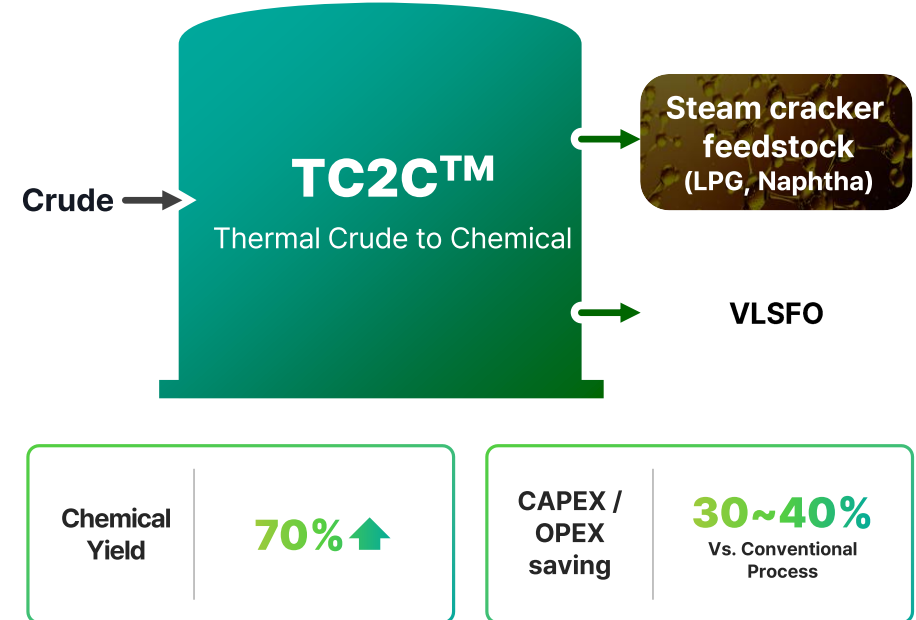 Crude
TC2C™
Thermal Crude to Chemical
Steam cracker
feedstock
(LPG, Naphtha)
VLSFO
Chemical
Yield
70%
CAPEX /
OPEX
saving
30~40%
Vs. Conventional
Process